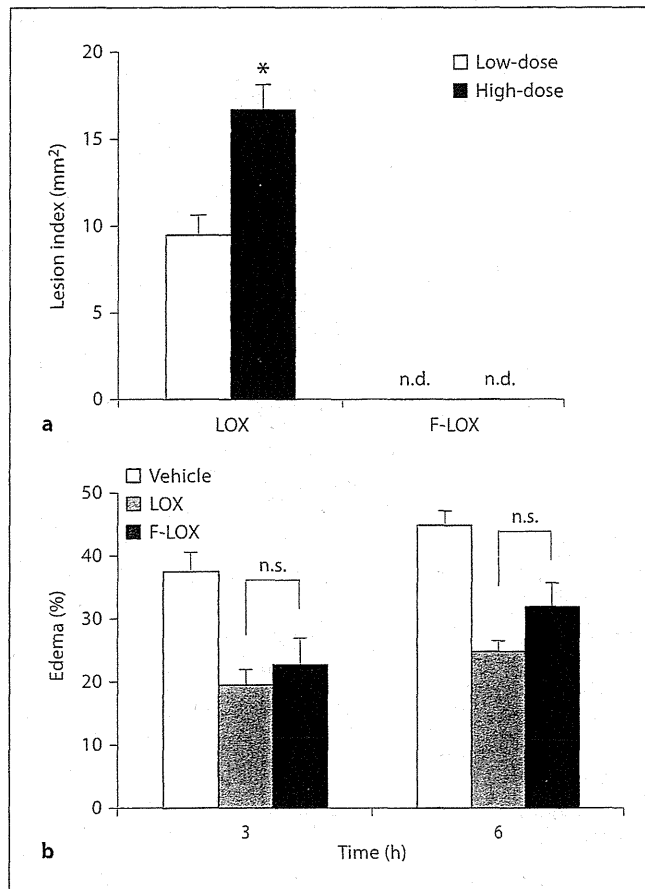 20
15
10
5
0
Lesion index (mm²)
*
Low-dose
High-dose
n.d.
n.d.
LOX
F-LOX
a
Vehicle
LOX
F-LOX
50
40
30
20
10
0
Edema (%)
n.s.
n.s.
3
6
Time (h)
b